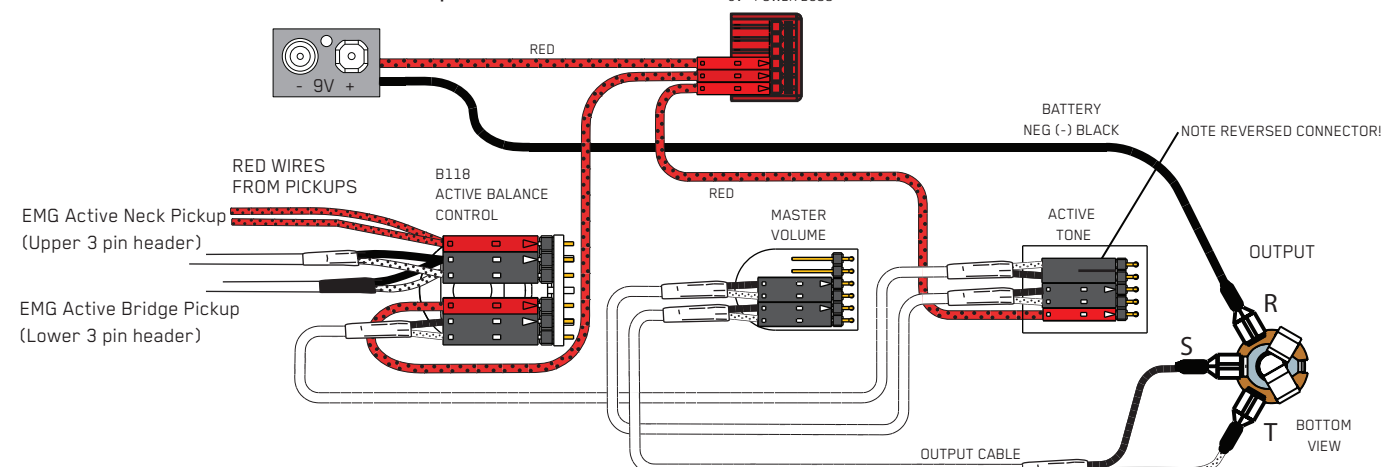 RED
- 9V +
BATTERY
NEG (-) BLACK
NOTE REVERSED CONNECTOR!
RED WIRES
FROM PICKUPS
B118
ACTIVE BALANCE
CONTROL
RED
EMG Active Neck Pickup
(Upper 3 pin header)
MASTER
VOLUME
ACTIVE
TONE
OUTPUT
EMG Active Bridge Pickup
(Lower 3 pin header)
R
S
T
BOTTOM
VIEW
OUTPUT CABLE